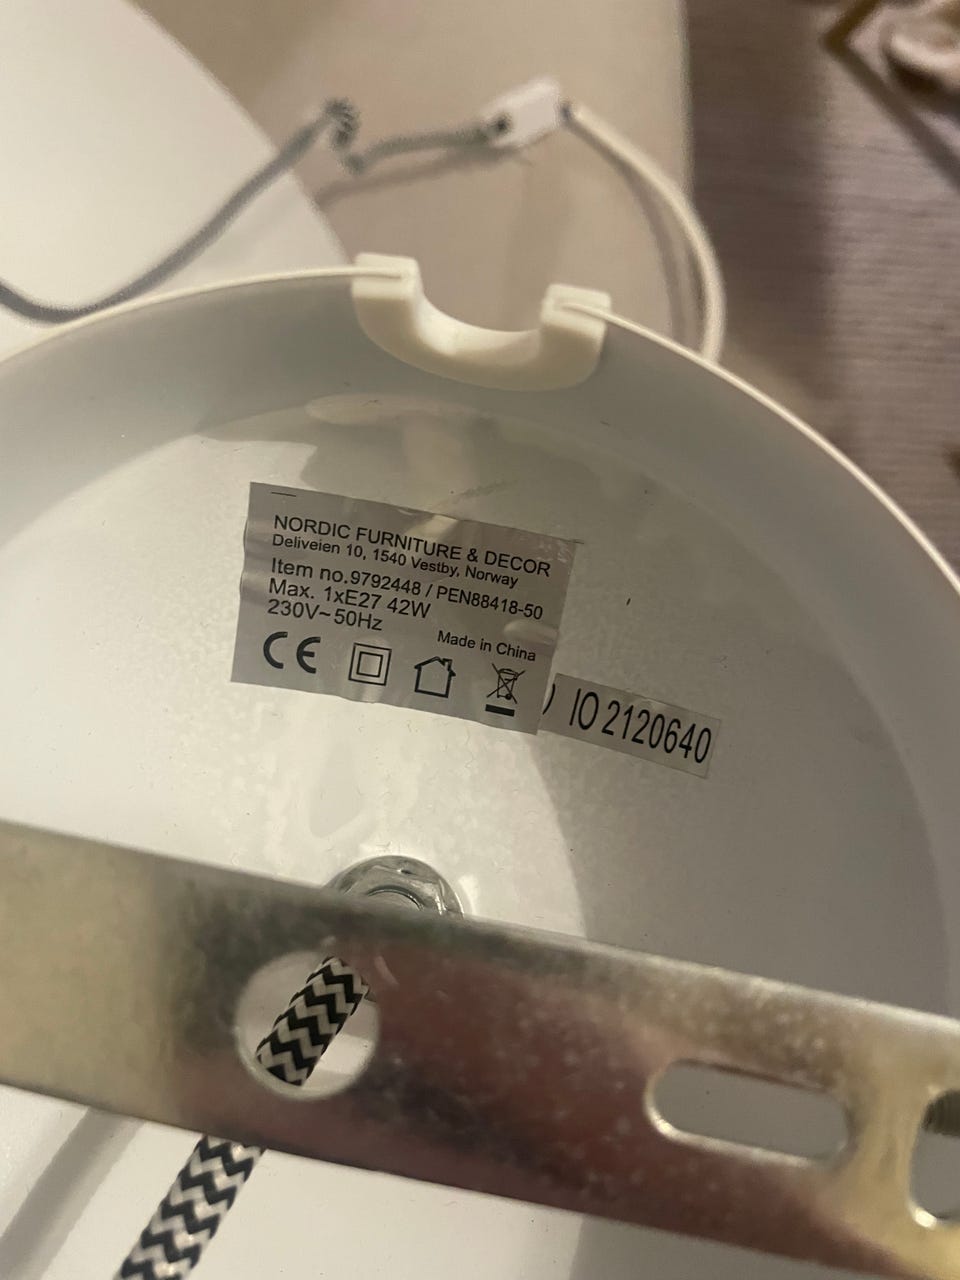 NORDIC FURNITURE & DECOR
Deliveien 10, 1540 Vestby, Norway
Item no.9792448 / PEN88418-50
Max. 1xE27 42W
230V~50Hz
Made in China
CE
) IO 2120640